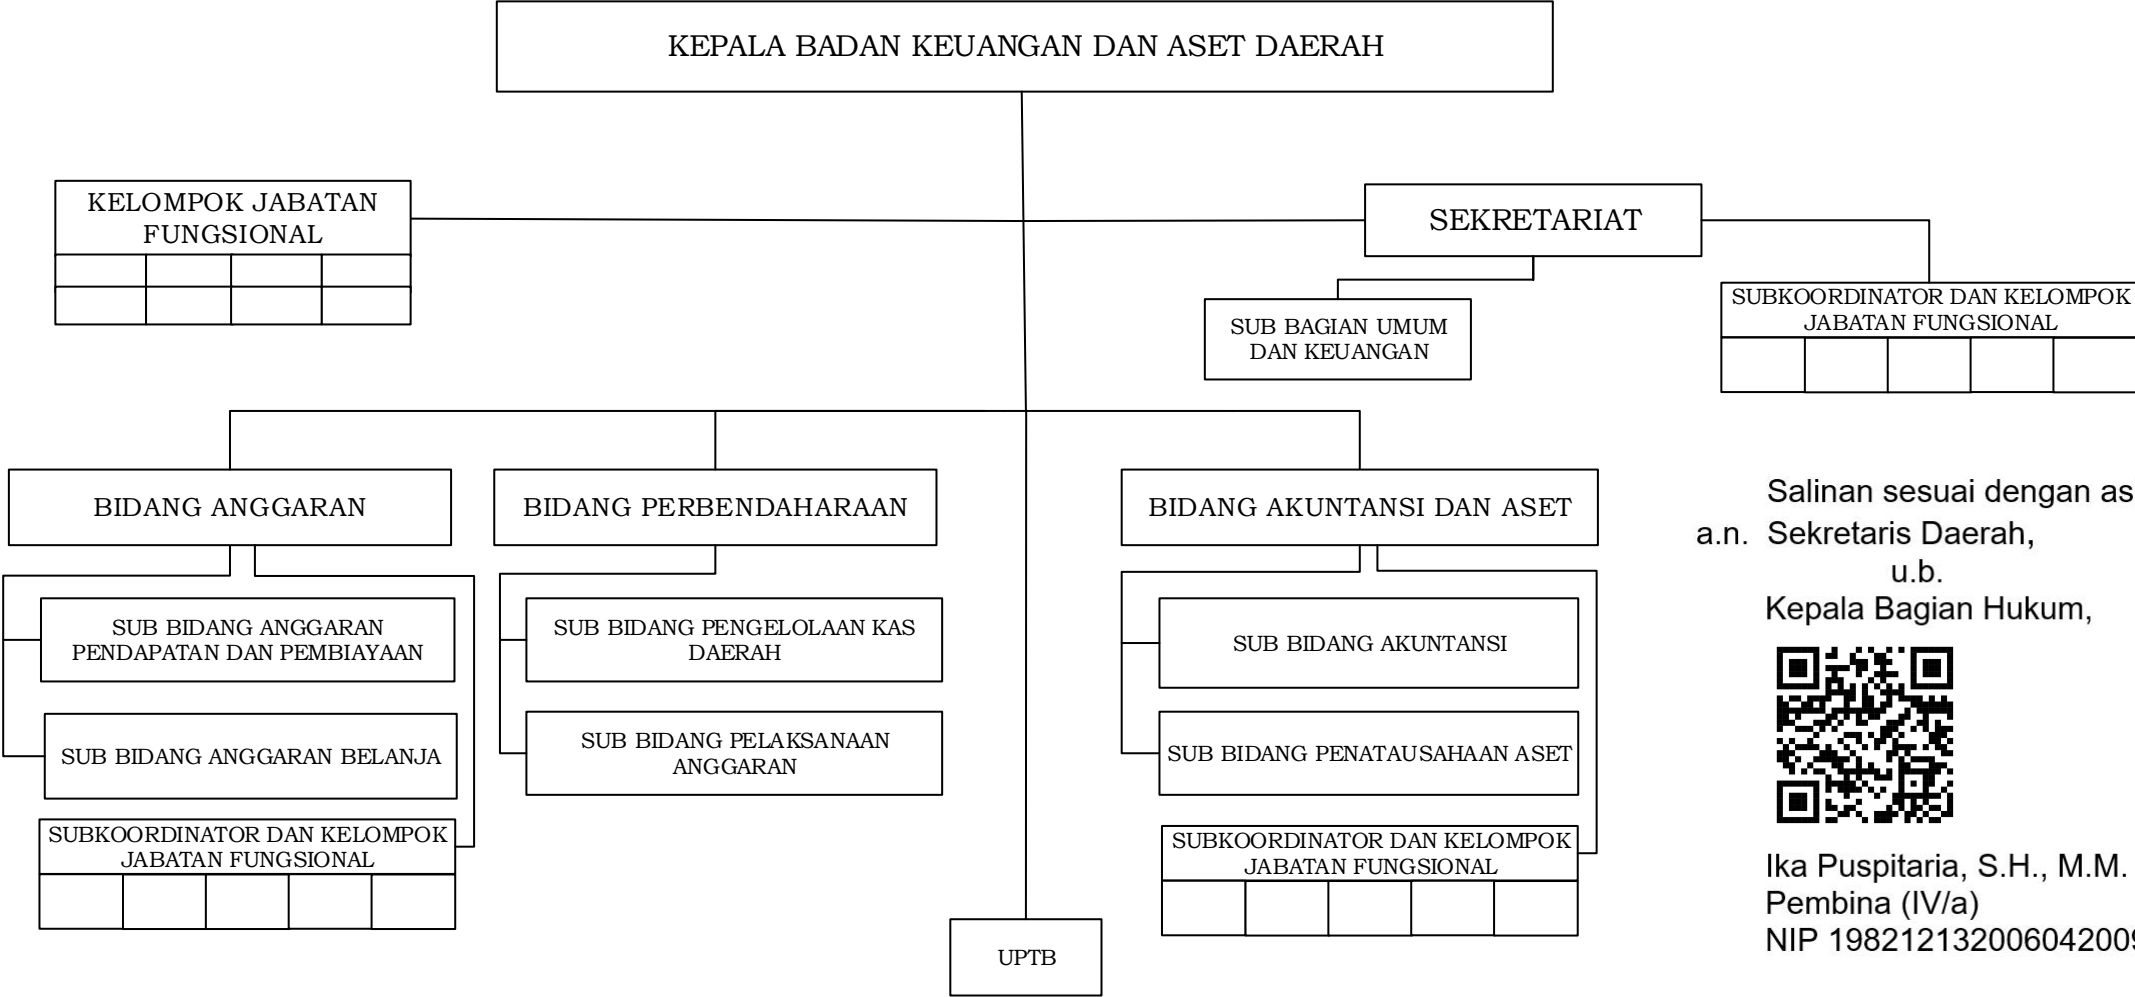 KEPALA BADAN KEUANGAN DAN ASET DAERAH
KELOMPOK JABATAN
FUNGSIONAL
SEKRETARIAT
SUB BAGIAN UMUM
DAN KEUANGAN
SUBKOORDINATOR DAN KELOMPOK
JABATAN FUNGSIONAL
BIDANG ANGGARAN
BIDANG PERBENDAHARAAN
BIDANG AKUNTANSI DAN ASET
SUB BIDANG ANGGARAN
PENDAPATAN DAN PEMBIAYAAN
SUB BIDANG ANGGARAN BELANJA
SUBKOORDINATOR DAN KELOMPOK
JABATAN FUNGSIONAL
SUB BIDANG PENGELOLAAN KAS
DAERAH
SUB BIDANG PELAKSANAAN
ANGGARAN
SUB BIDANG AKUNTANSI
SUB BIDANG PENATAUSAHAAN ASET
SUBKOORDINATOR DAN KELOMPOK
JABATAN FUNGSIONAL
UPTB
Salinan sesuai dengan as
a.n. Sekretaris Daerah,
u.b.
Kepala Bagian Hukum,
Ika Puspitaria, S.H., M.M.
Pembina (IV/a)
NIP 198212132006042009